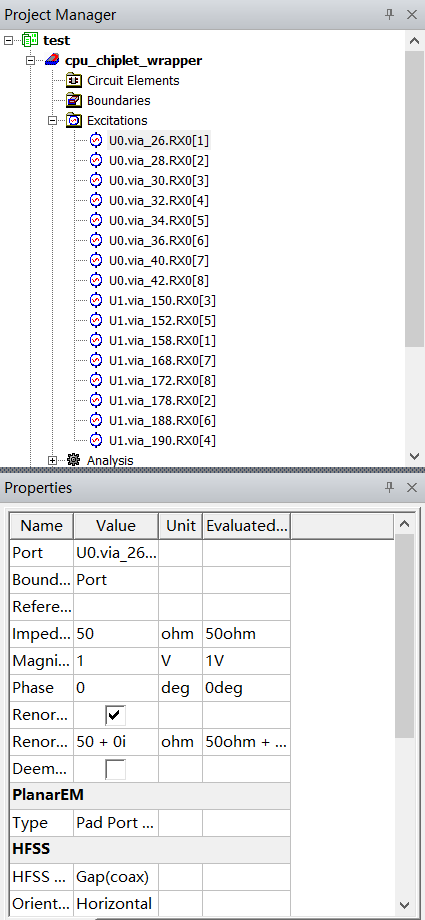 Project Manager
test
cpu_chiplet_wrapper
Circuit Elements
Boundaries
Excitations
U0.via_26.RX0[1]
U0.via_28.RX0[2]
U0.via_30.RX0[3]
U0.via_32.RX0[4]
U0.via_34.RX0[5]
U0.via_36.RX0[6]
U0.via_40.RX0[7]
U0.via_42.RX0[8]
U1.via_150.RX0[3]
U1.via_152.RX0[5]
U1.via_158.RX0[1]
U1.via_168.RX0[7]
U1.via_172.RX0[8]
U1.via_178.RX0[2]
U1.via_188.RX0[6]
U1.via_190.RX0[4]
Analysis
Properties
Name Value Unit Evaluated...
Port U0.via_26...
Bound... Port
Refere...
Imped... 50 ohm 50ohm
Magni... 1 V 1V
Phase 0 deg 0deg
Renor...
Renor... 50 + 0i ohm 50ohm + ...
Deem...
PlanarEM
Type Pad Port ...
HFSS
HFSS ... Gap(coax)
Orient... Horizontal